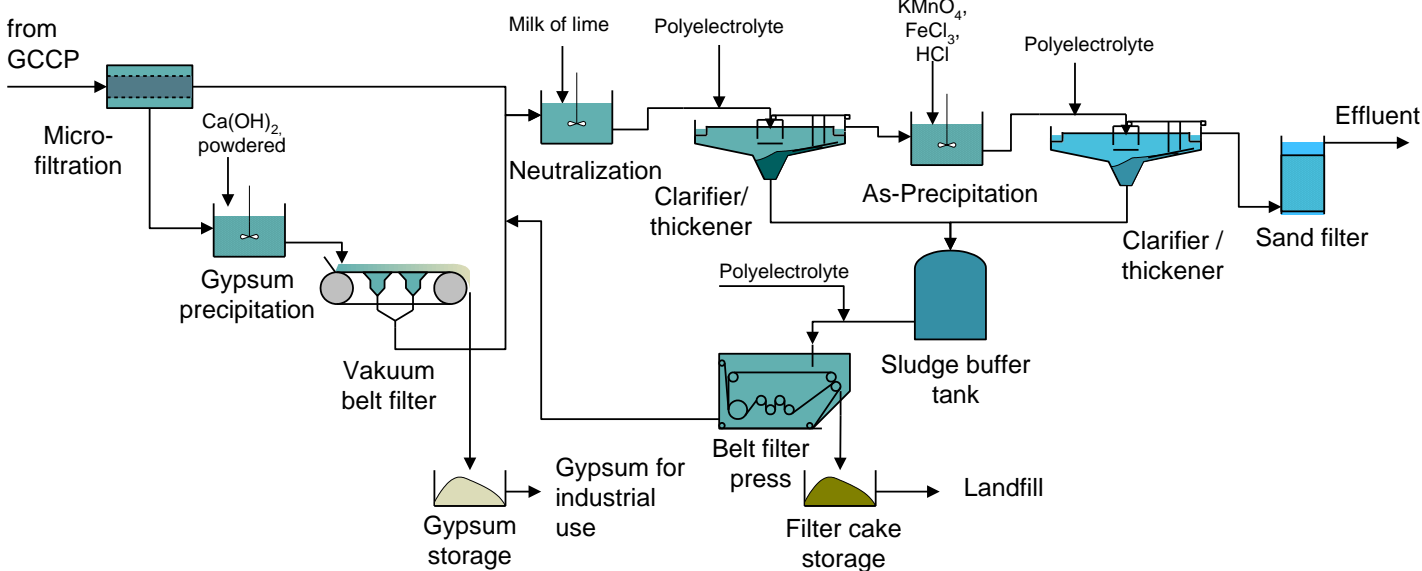 from
GCCP
Micro-
filtration
Ca(OH)2,
powdered
Gypsum
precipitation
Vakuum
belt filter
Gypsum
storage
Gypsum for
industrial
use
Milk of lime
Neutralization
Polyelectrolyte
Clarifier/
thickener
KMnO4,
FeCl3,
HCl
As-Precipitation
Polyelectrolyte
Clarifier /
thickener
Effluent
Sand filter
Sludge buffer
tank
Polyelectrolyte
Belt filter
press
Filter cake
storage
Landfill